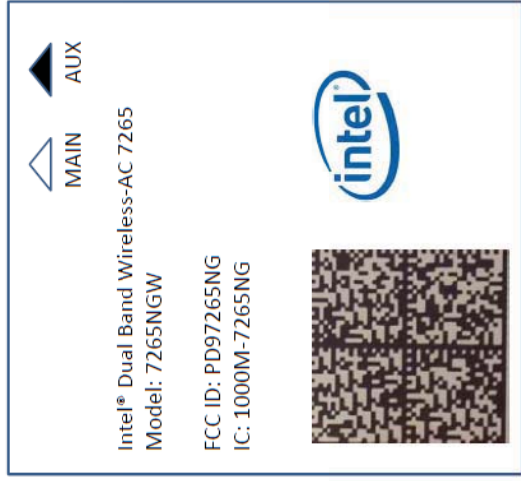 MAIN AUX
Intel® Dual Band Wireless-AC 7265
Model: 7265NGW
FCC ID: PD97265NG
IC: 1000M-7265NG
intel®